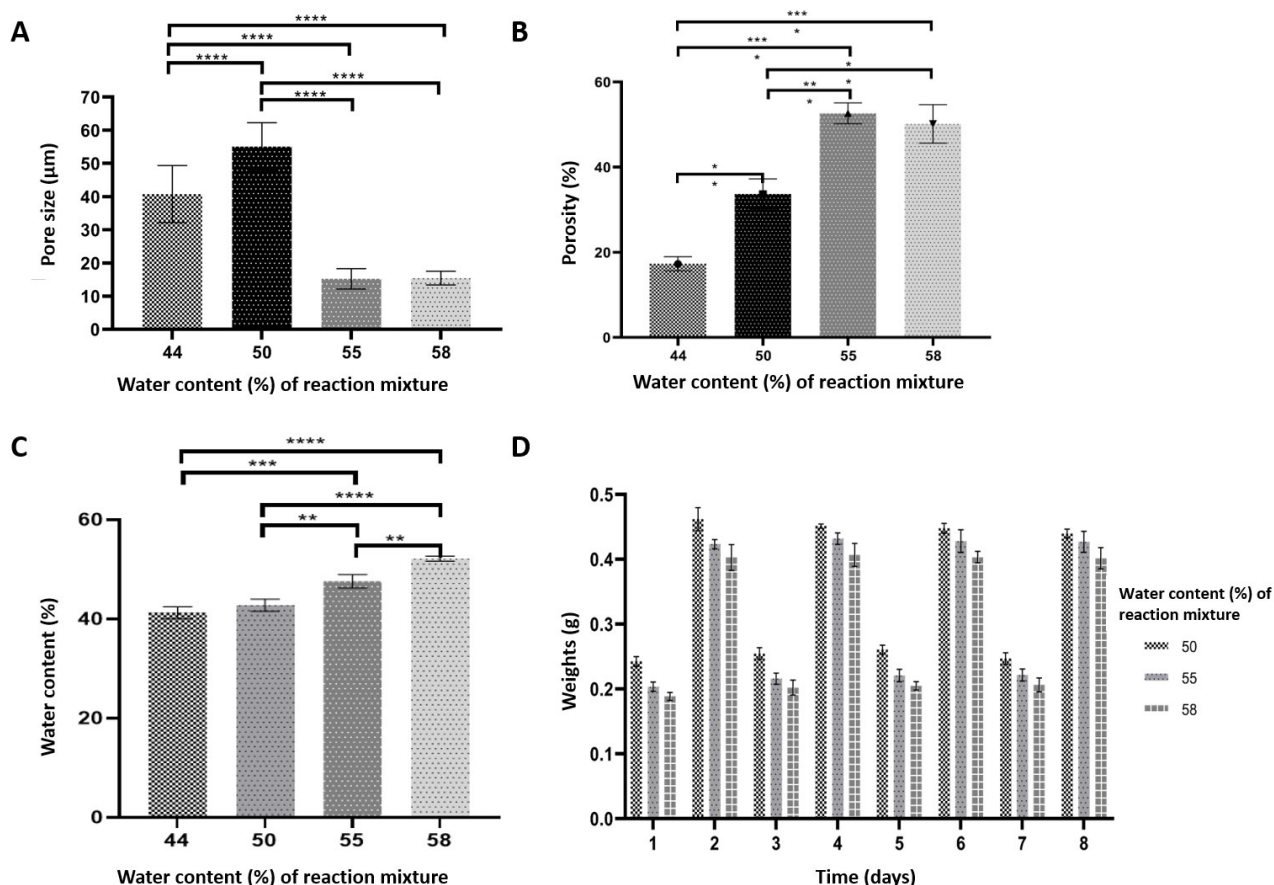 A
****
****
****
****
****
Pore size (µm)
70
60
50
40
30
20
10
0
44 50 55 58
Water content (%) of reaction mixture
B
***
*
***
*
*
*
**
*
*
*
Porosity (%)
60
40
20
0
44 50 55 58
Water content (%) of reaction mixture
C
****
***
****
**
**
Water content (%)
60
40
20
0
44 50 55 58
Water content (%) of reaction mixture
D
Weights (g)
0.5
0.4
0.3
0.2
0.1
0.0
1 2 3 4 5 6 7 8
Time (days)
Water content (%) of
reaction mixture
50
55
58